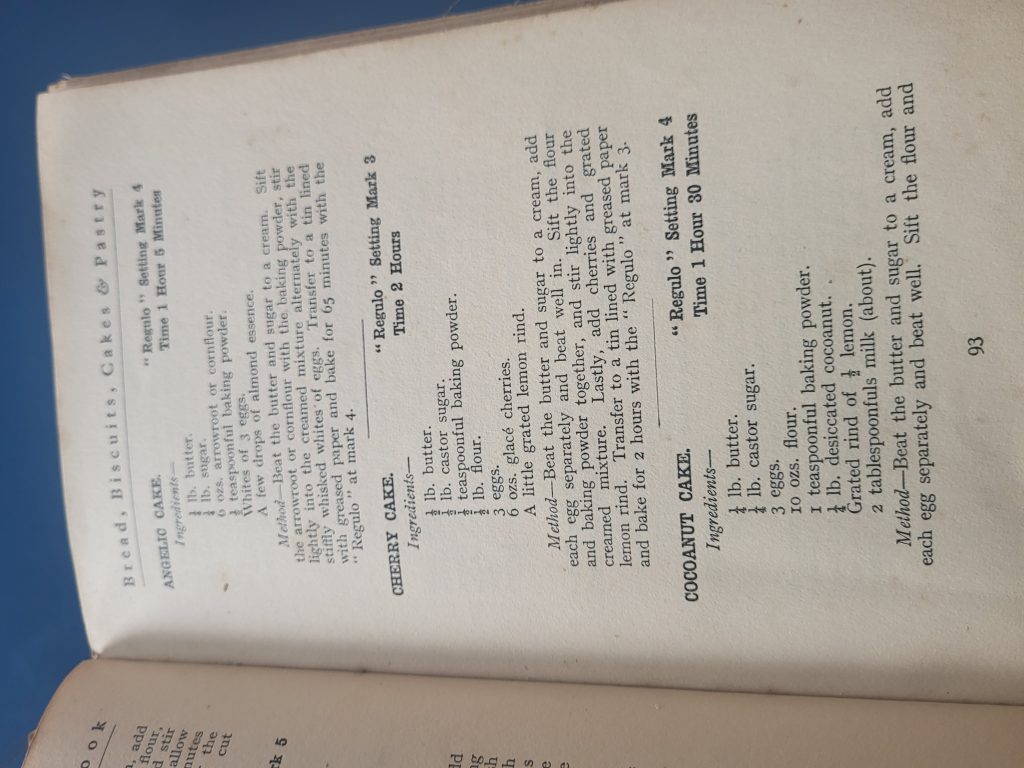 ook
, add
flour,
d stir
allow
nutes
the
cut
rk 5
Bread, Biscuits, Cakes & Pastry
ANGELIC CAKE. "Regulo" Setting Mark 4
Time 1 Hour 5 Minutes
Ingredients—
¼ lb. butter.
¼ lb. sugar.
6 ozs. arrowroot or cornflour.
½ teaspoonful baking powder.
Whites of 3 eggs.
A few drops of almond essence.
Method—Beat the butter and sugar to a cream. Sift
the arrowroot or cornflour with the baking powder, stir
lightly into the creamed mixture alternately with the
stiffly whisked whites of eggs. Transfer to a tin lined
with greased paper and bake for 65 minutes with the
"Regulo" at mark 4.
CHERRY CAKE. "Regulo" Setting Mark 3
Time 2 Hours
Ingredients—
½ lb. butter.
½ lb. castor sugar.
1 teaspoonful baking powder.
½ lb. flour.
3 eggs.
6 ozs. glacé cherries.
A little grated lemon rind.
Method—Beat the butter and sugar to a cream, add
each egg separately and beat well in. Sift the flour
and baking powder together, and stir lightly into the
creamed mixture. Lastly, add cherries and grated
lemon rind. Transfer to a tin lined with greased paper
and bake for 2 hours with the "Regulo" at mark 3.
COCOANUT CAKE. "Regulo" Setting Mark 4
Time 1 Hour 30 Minutes
Ingredients—
¼ lb. butter.
¼ lb. castor sugar.
3 eggs.
10 ozs. flour.
1 teaspoonful baking powder.
¼ lb. desiccated cocoanut.
Grated rind of ½ lemon.
2 tablespoonfuls milk (about).
Method—Beat the butter and sugar to a cream, add
each egg separately and beat well. Sift the flour and
93